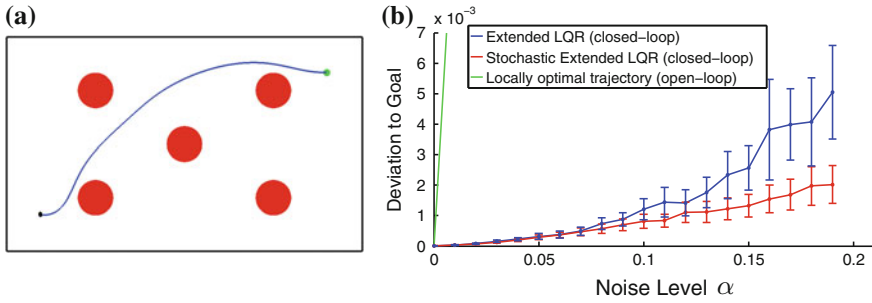 (a)
(b)
× 10⁻³
7
6
5
4
3
2
1
0
Deviation to Goal
Extended LQR (closed−loop)
Stochastic Extended LQR (closed−loop)
Locally optimal trajectory (open−loop)
0 0.05 0.1 0.15 0.2
Noise Level α